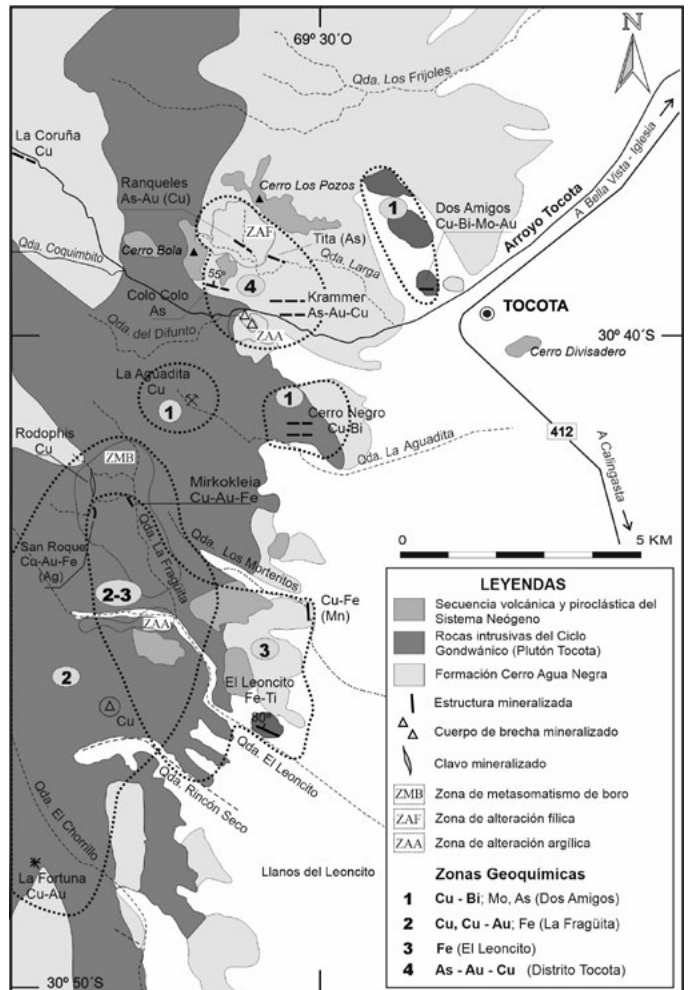 69º 30´O
N
Qda. Los Frijoles
La Coruña
Cu
Ranqueles
As-Au (Cu)
Cerro Los Pozos
ZAF
1
Dos Amigos
Cu-Bi-Mo-Au
Arroyo Tocota
A Bella Vista - Iglesia
Qda. Coquimbito
Cerro Bola
Tita (As)
Qda. Larga
55º
4
Colo Colo
As
Krammer
As-Au-Cu
TOCOTA
Qda. del Difunto
ZAA
30º 40´S
Cerro Divisadero
La Aguadita
Cu
1
1
Cerro Negro
Cu-Bi
412
A Calingasta
Rodophis
Cu
ZMB
Qda. La Aguadita
Mirkokleia
Cu-Au-Fe
Qda. La Fragüita
Qda. Los Morteritos
0
5 KM
San Roque
Cu-Au-Fe
(Ag)
2-3
ZAA
Cu-Fe
(Mn)
3
2
El Leoncito
Fe-Ti
80º
Cu
Qda. El Leoncito
Qda. Rincón Seco
Qda. El Chorrillo
La Fortuna
Cu-Au
Llanos del Leoncito
30º 50´S
LEYENDAS
Secuencia volcánica y piroclástica del
Sistema Neógeno
Rocas intrusivas del Ciclo
Gondwánico (Plutón Tocota)
Formación Cerro Agua Negra
Estructura mineralizada
Cuerpo de brecha mineralizado
Clavo mineralizado
ZMB Zona de metasomatismo de boro
ZAF Zona de alteración fílica
ZAA Zona de alteración argílica
Zonas Geoquímicas
1 Cu - Bi; Mo, As (Dos Amigos)
2 Cu, Cu - Au; Fe (La Fragüita)
3 Fe (El Leoncito)
4 As - Au - Cu (Distrito Tocota)